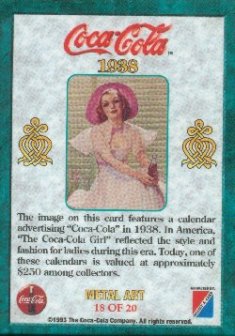 Coca-Cola™
1938
The image on this card features a calendar
advertising "Coca-Cola" in 1938. In America,
"The Coca-Cola Girl" reflected the style and
fashion for ladies during this era. Today, one of
these calendars is valued at approximately
$250 among collectors.
METAL ART
18 OF 20
Coca-Cola
©1993 The Coca-Cola Company. All rights reserved.